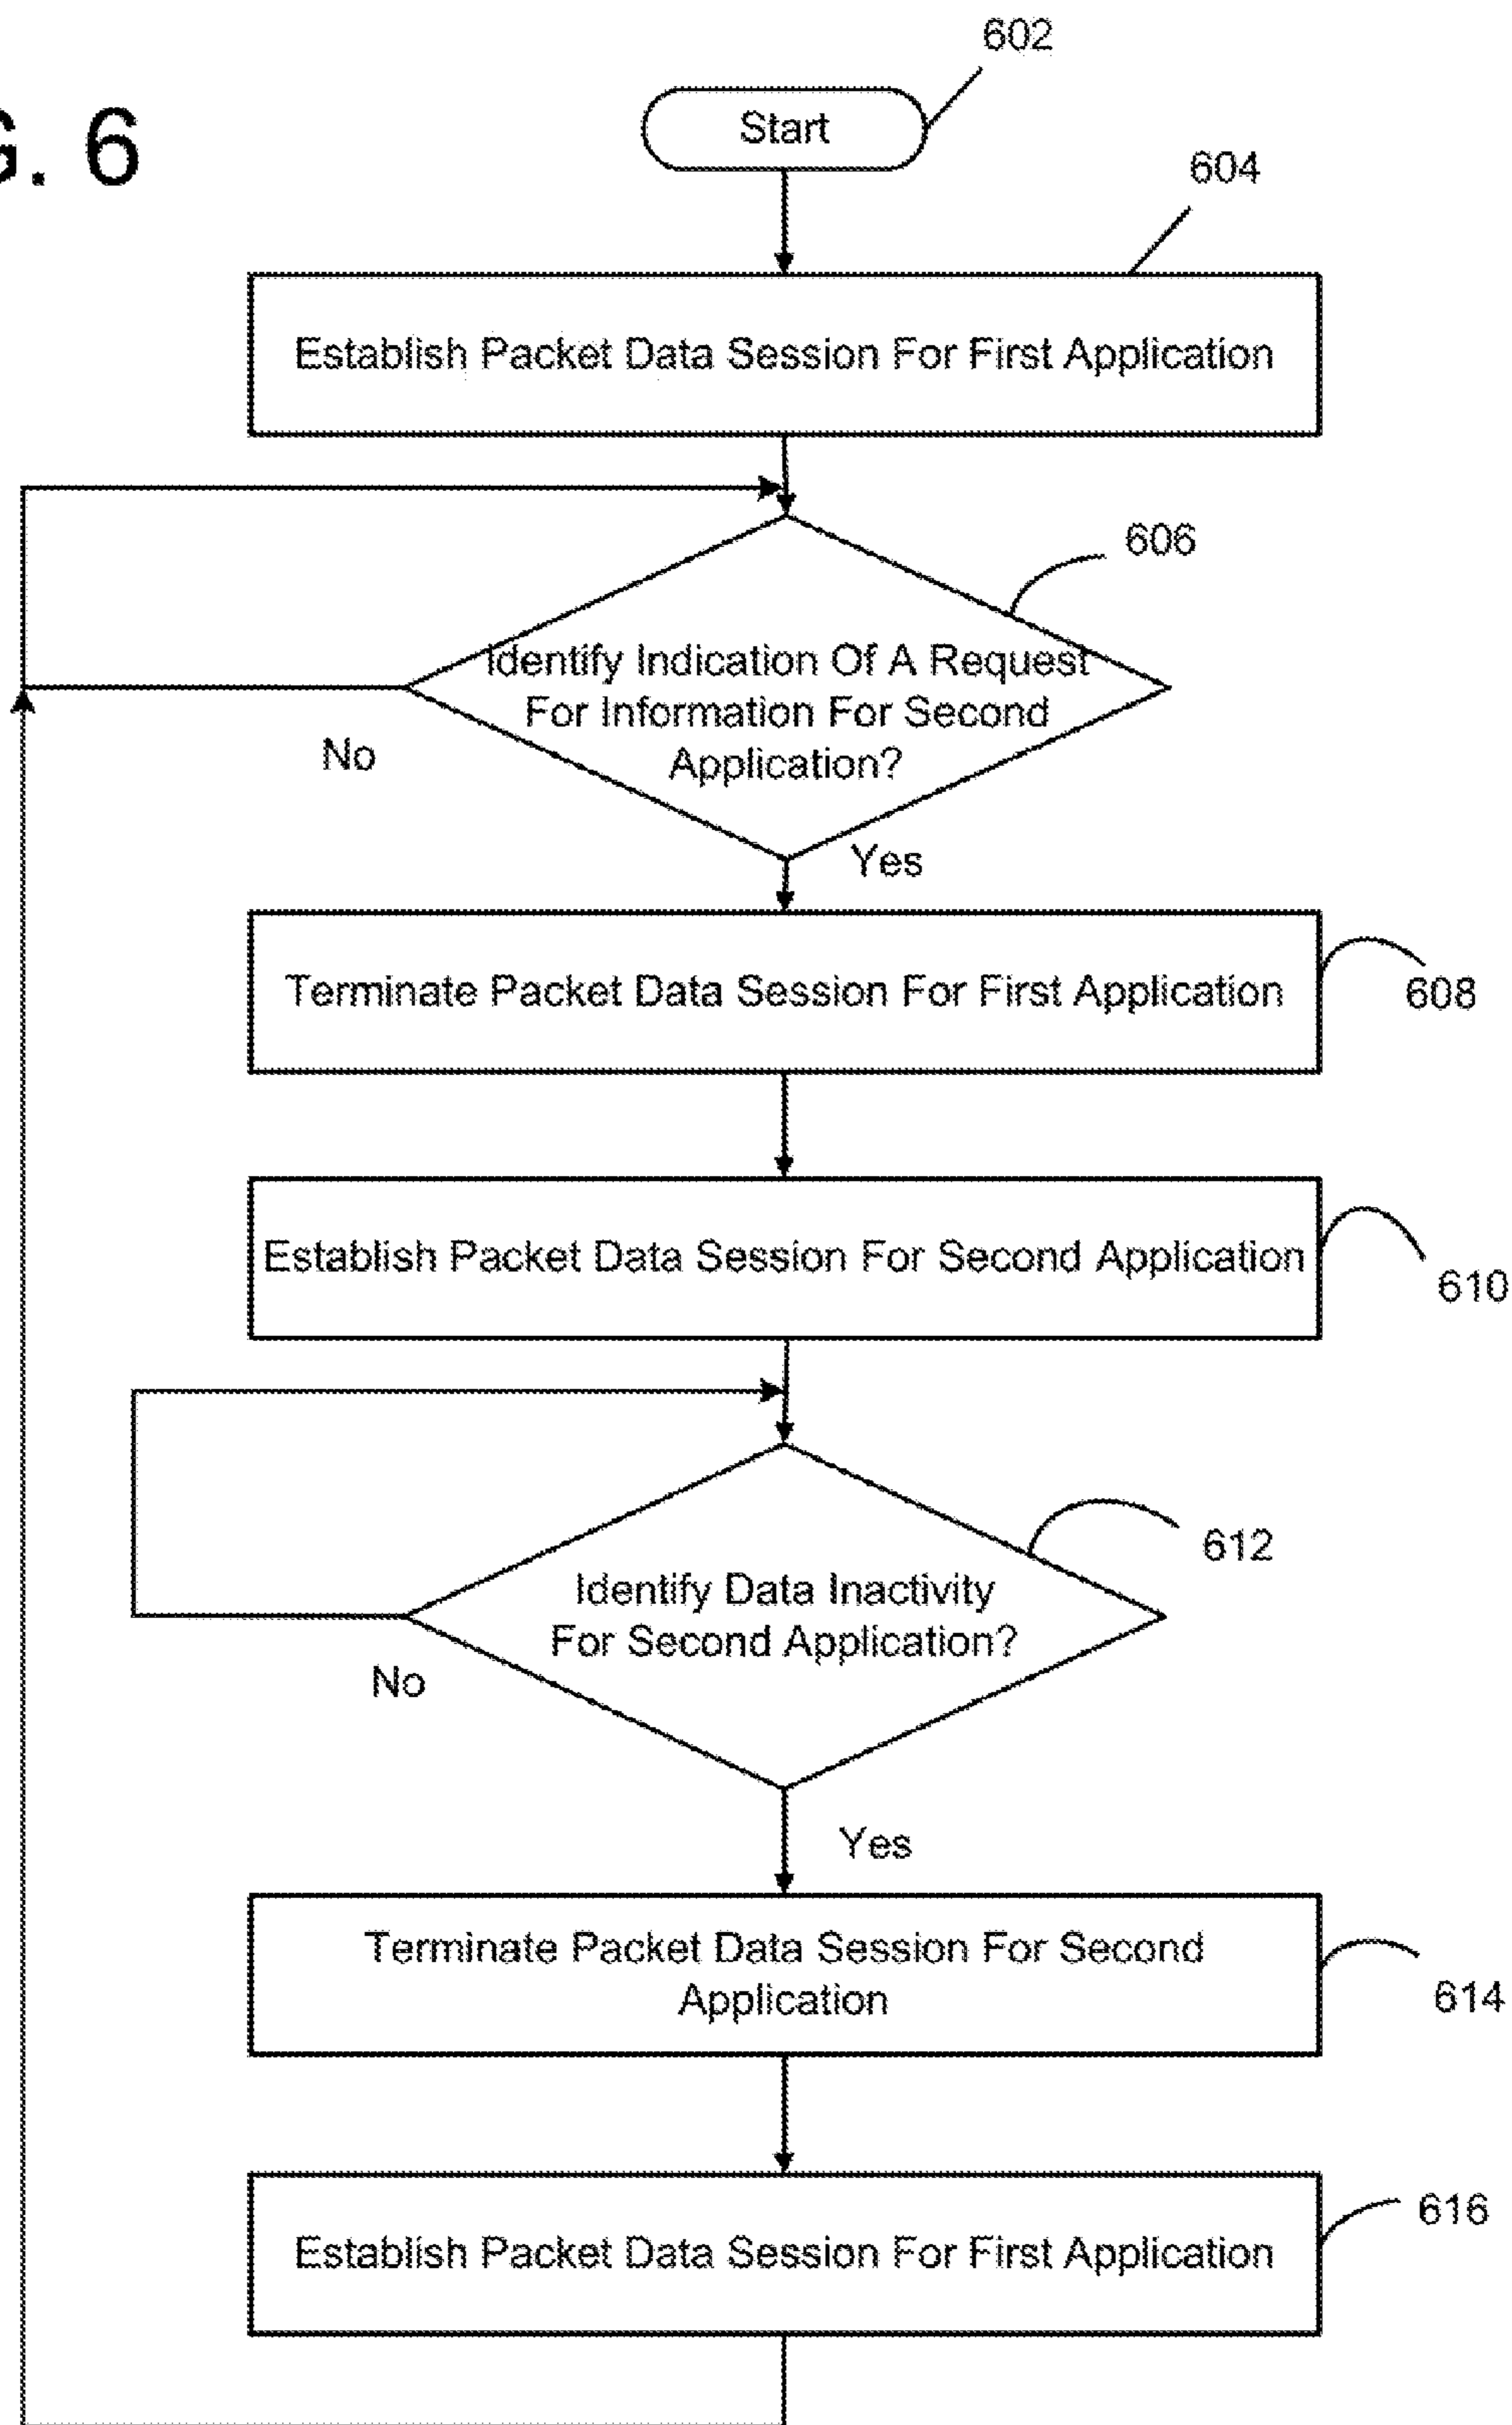 G. 6
602
Start
604
Establish Packet Data Session For First Application
606
Identify Indication Of A Request
For Information For Second
Application?
No
Yes
Terminate Packet Data Session For First Application
608
Establish Packet Data Session For Second Application
610
612
Identify Data Inactivity
For Second Application?
No
Yes
Terminate Packet Data Session For Second
Application
614
616
Establish Packet Data Session For First Application